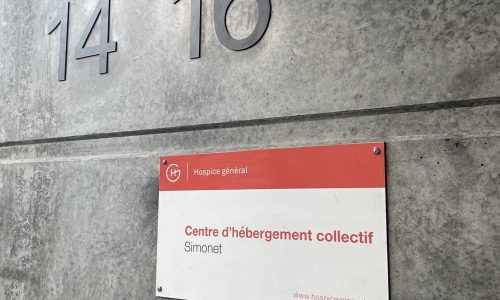 14 16
Hospice général
Centre d'hébergement collectif
Simonet